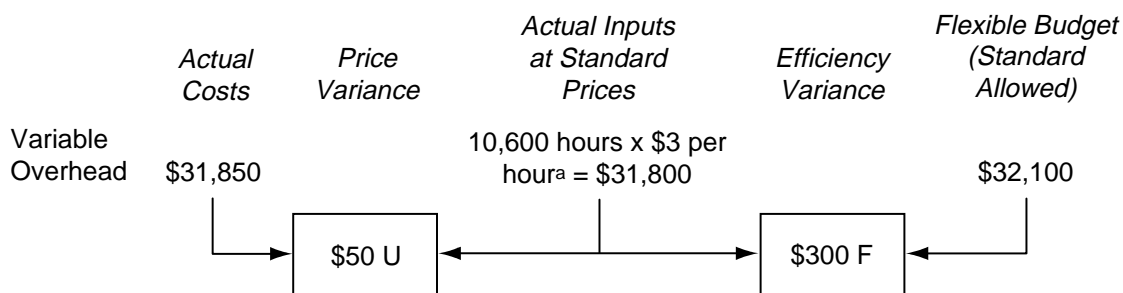 Actual
Costs
Price
Variance
Actual Inputs
at Standard
Prices
Efficiency
Variance
Flexible Budget
(Standard
Allowed)
Variable
Overhead
$31,850
10,600 hours x $3 per
hourᵃ = $31,800
$32,100
$50 U
$300 F